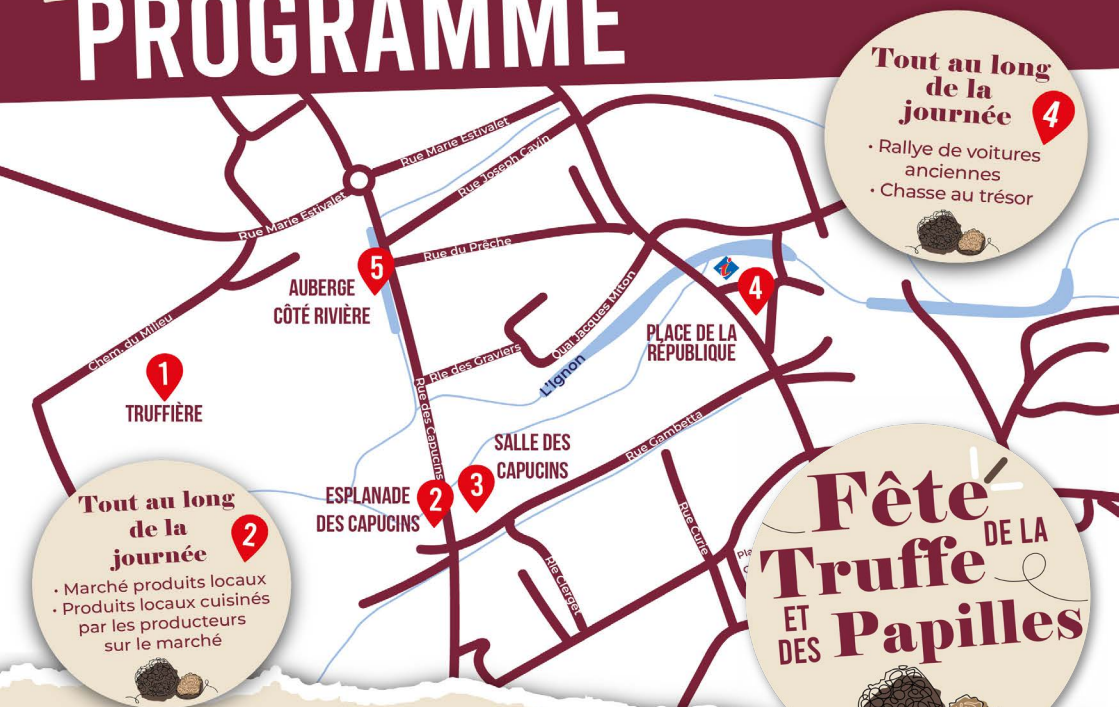 PROGRAMME
Tout au long
de la
journée
4
• Rallye de voitures
anciennes
• Chasse au trésor
Rue Marie Estivalet
Rue Joseph Cavin
Rue Marie Estivalet
Rue du Prêche
5
AUBERGE
CÔTÉ RIVIÈRE
i
4
PLACE DE LA
RÉPUBLIQUE
Quai Jacques Miton
Chem. du Milieu
Rle des Graviers
L'Ignon
1
TRUFFIÈRE
Rue des Capucins
Rue Gambetta
SALLE DES
CAPUCINS
3
ESPLANADE
DES CAPUCINS
2
Rue Curie
Rle Clerget
Tout au long
de la
journée
2
• Marché produits locaux
• Produits locaux cuisinés
par les producteurs
sur le marché
Fête
DE LA
Truffe
ET
DES Papilles